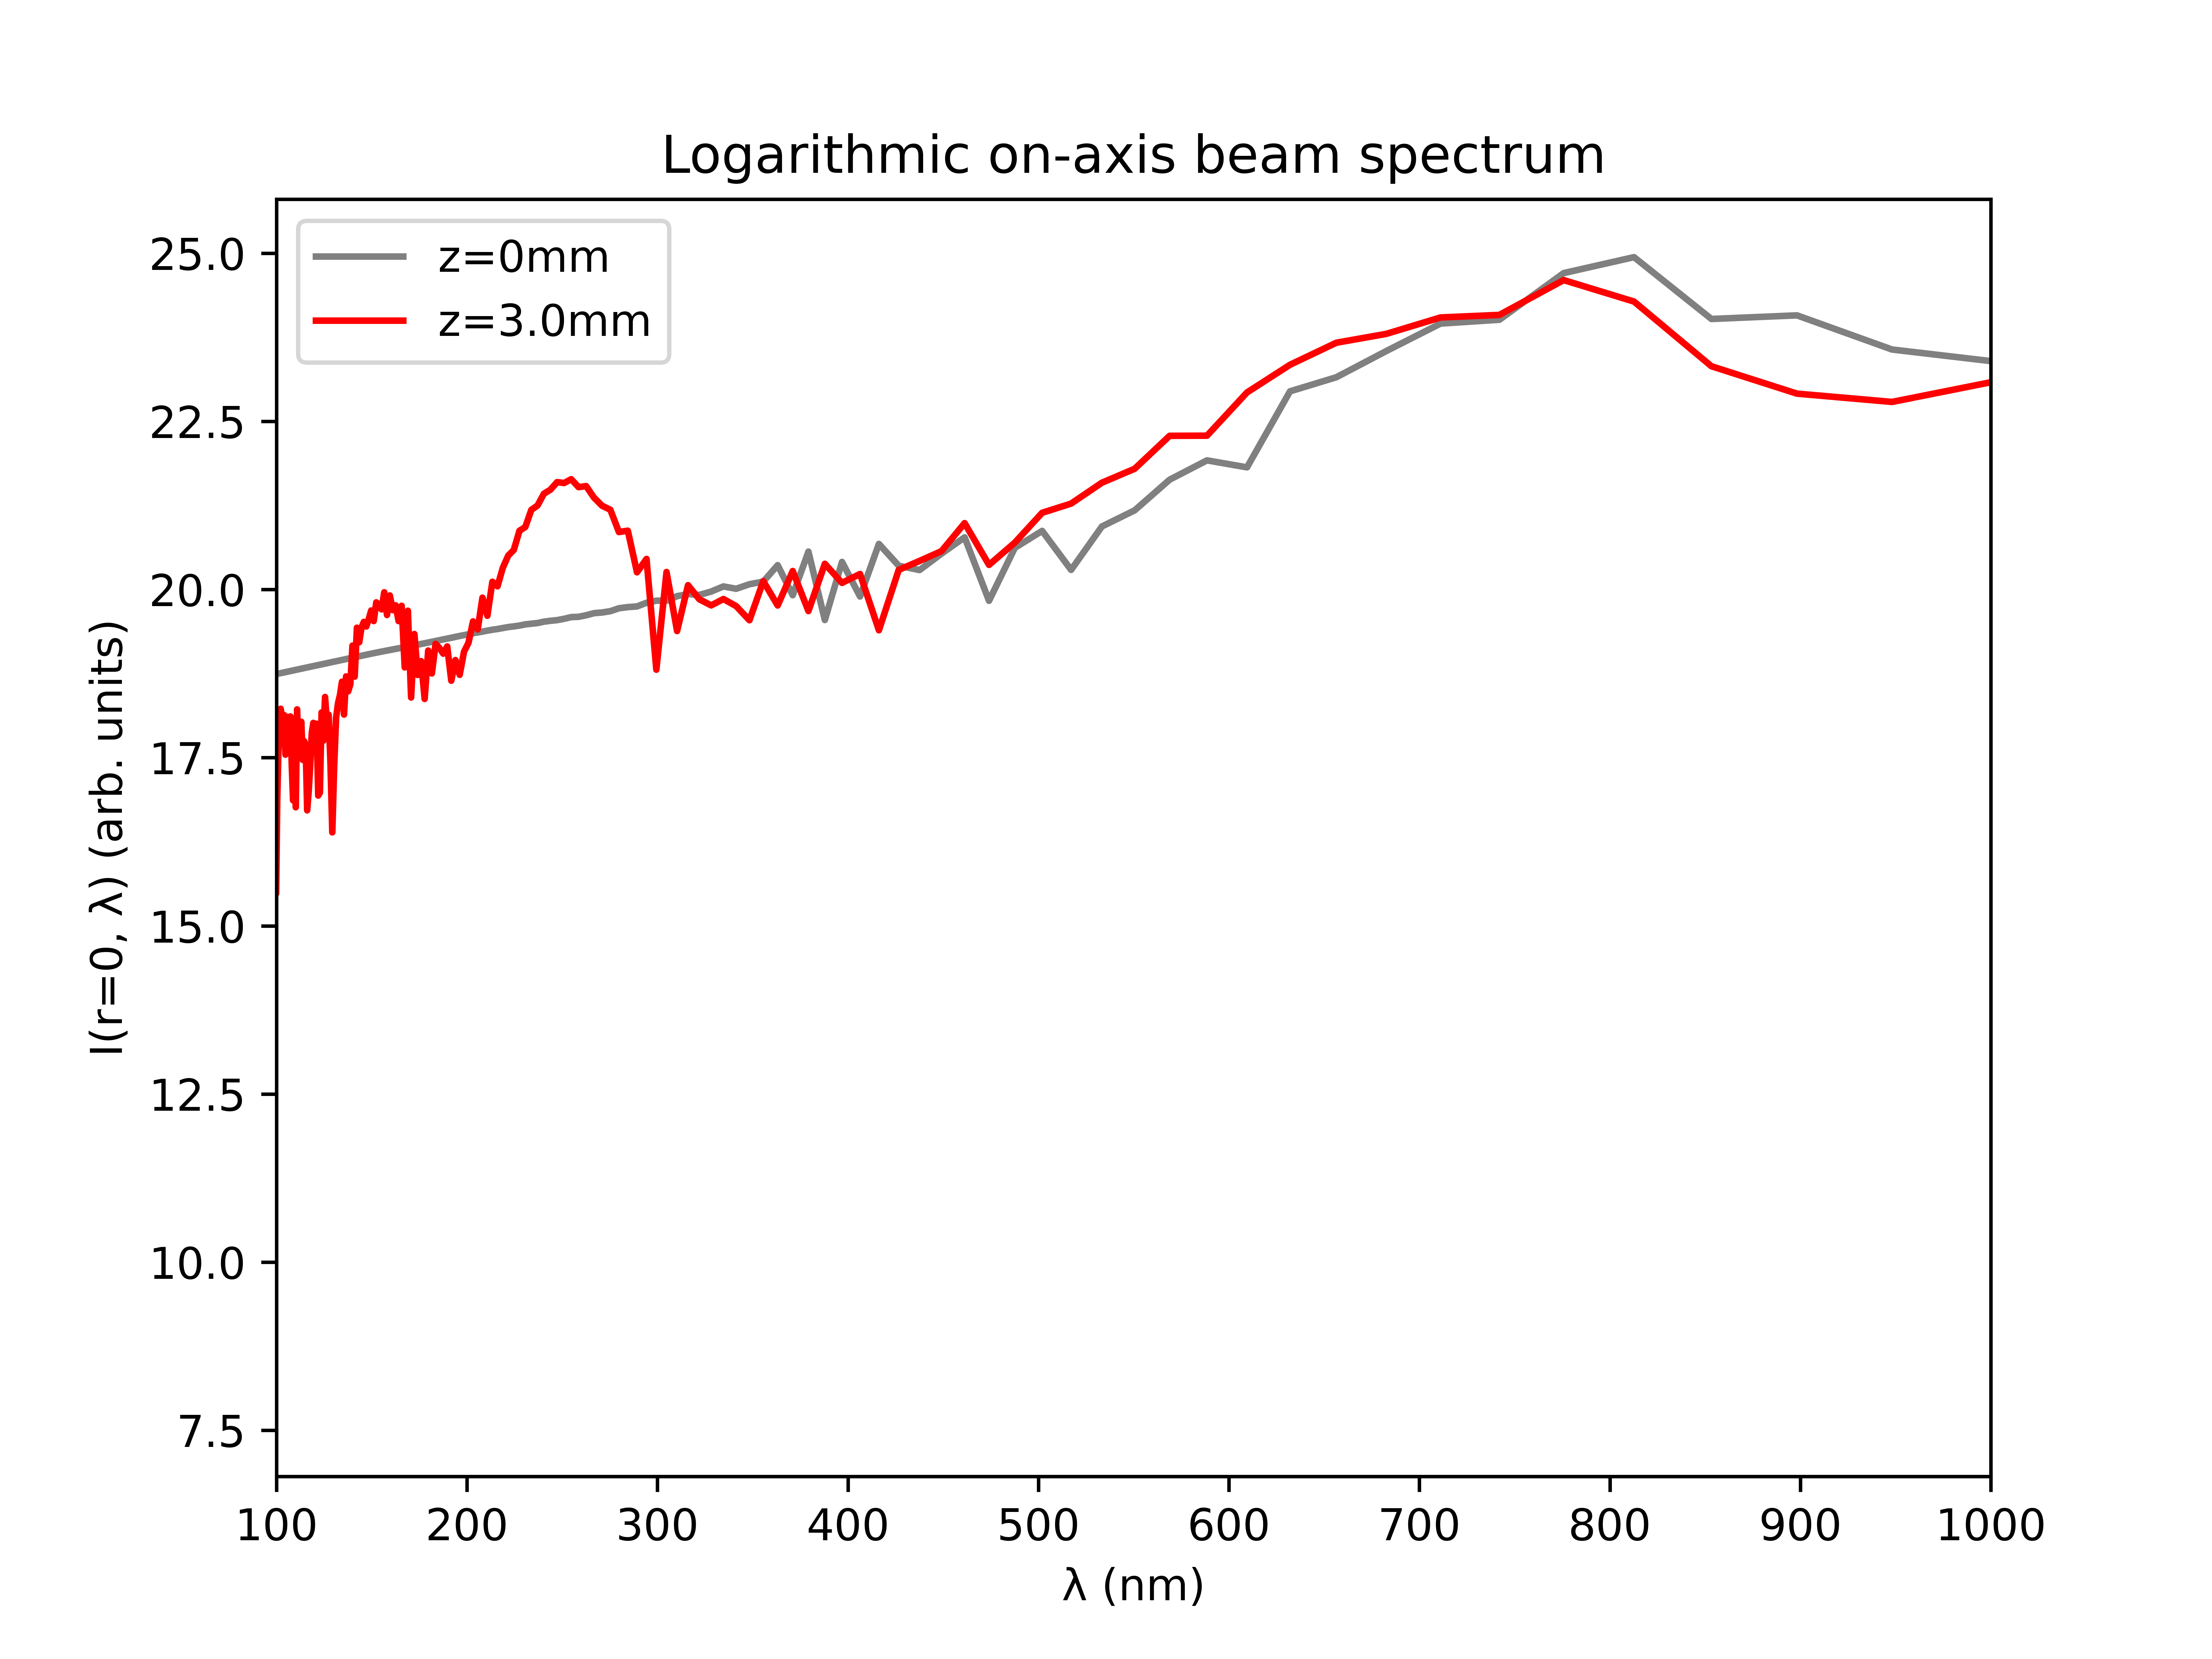 Logarithmic on-axis beam spectrum
z=0mm
z=3.0mm
I(r=0, λ) (arb. units)
25.0
22.5
20.0
17.5
15.0
12.5
10.0
7.5
100 200 300 400 500 600 700 800 900 1000
λ (nm)